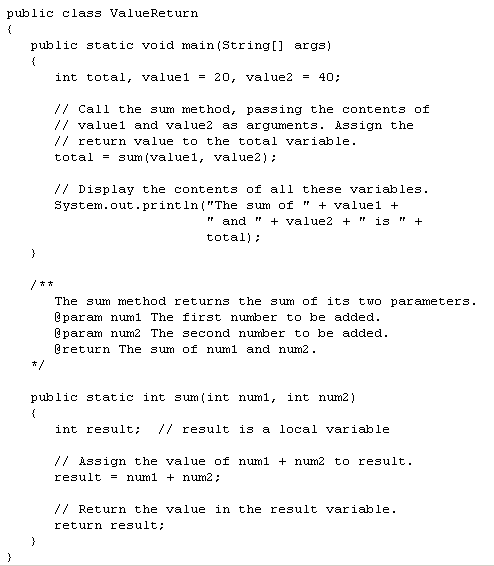 public class ValueReturn
{
   public static void main(String[] args)
   {
      int total, value1 = 20, value2 = 40;

      // Call the sum method, passing the contents of
      // value1 and value2 as arguments. Assign the
      // return value to the total variable.
      total = sum(value1, value2);

      // Display the contents of all these variables.
      System.out.println("The sum of " + value1 +
                         " and " + value2 + " is " +
                         total);
   }

   /**
      The sum method returns the sum of its two parameters.
      @param num1 The first number to be added.
      @param num2 The second number to be added.
      @return The sum of num1 and num2.
   */

   public static int sum(int num1, int num2)
   {
      int result;  // result is a local variable

      // Assign the value of num1 + num2 to result.
      result = num1 + num2;

      // Return the value in the result variable.
      return result;
   }
}